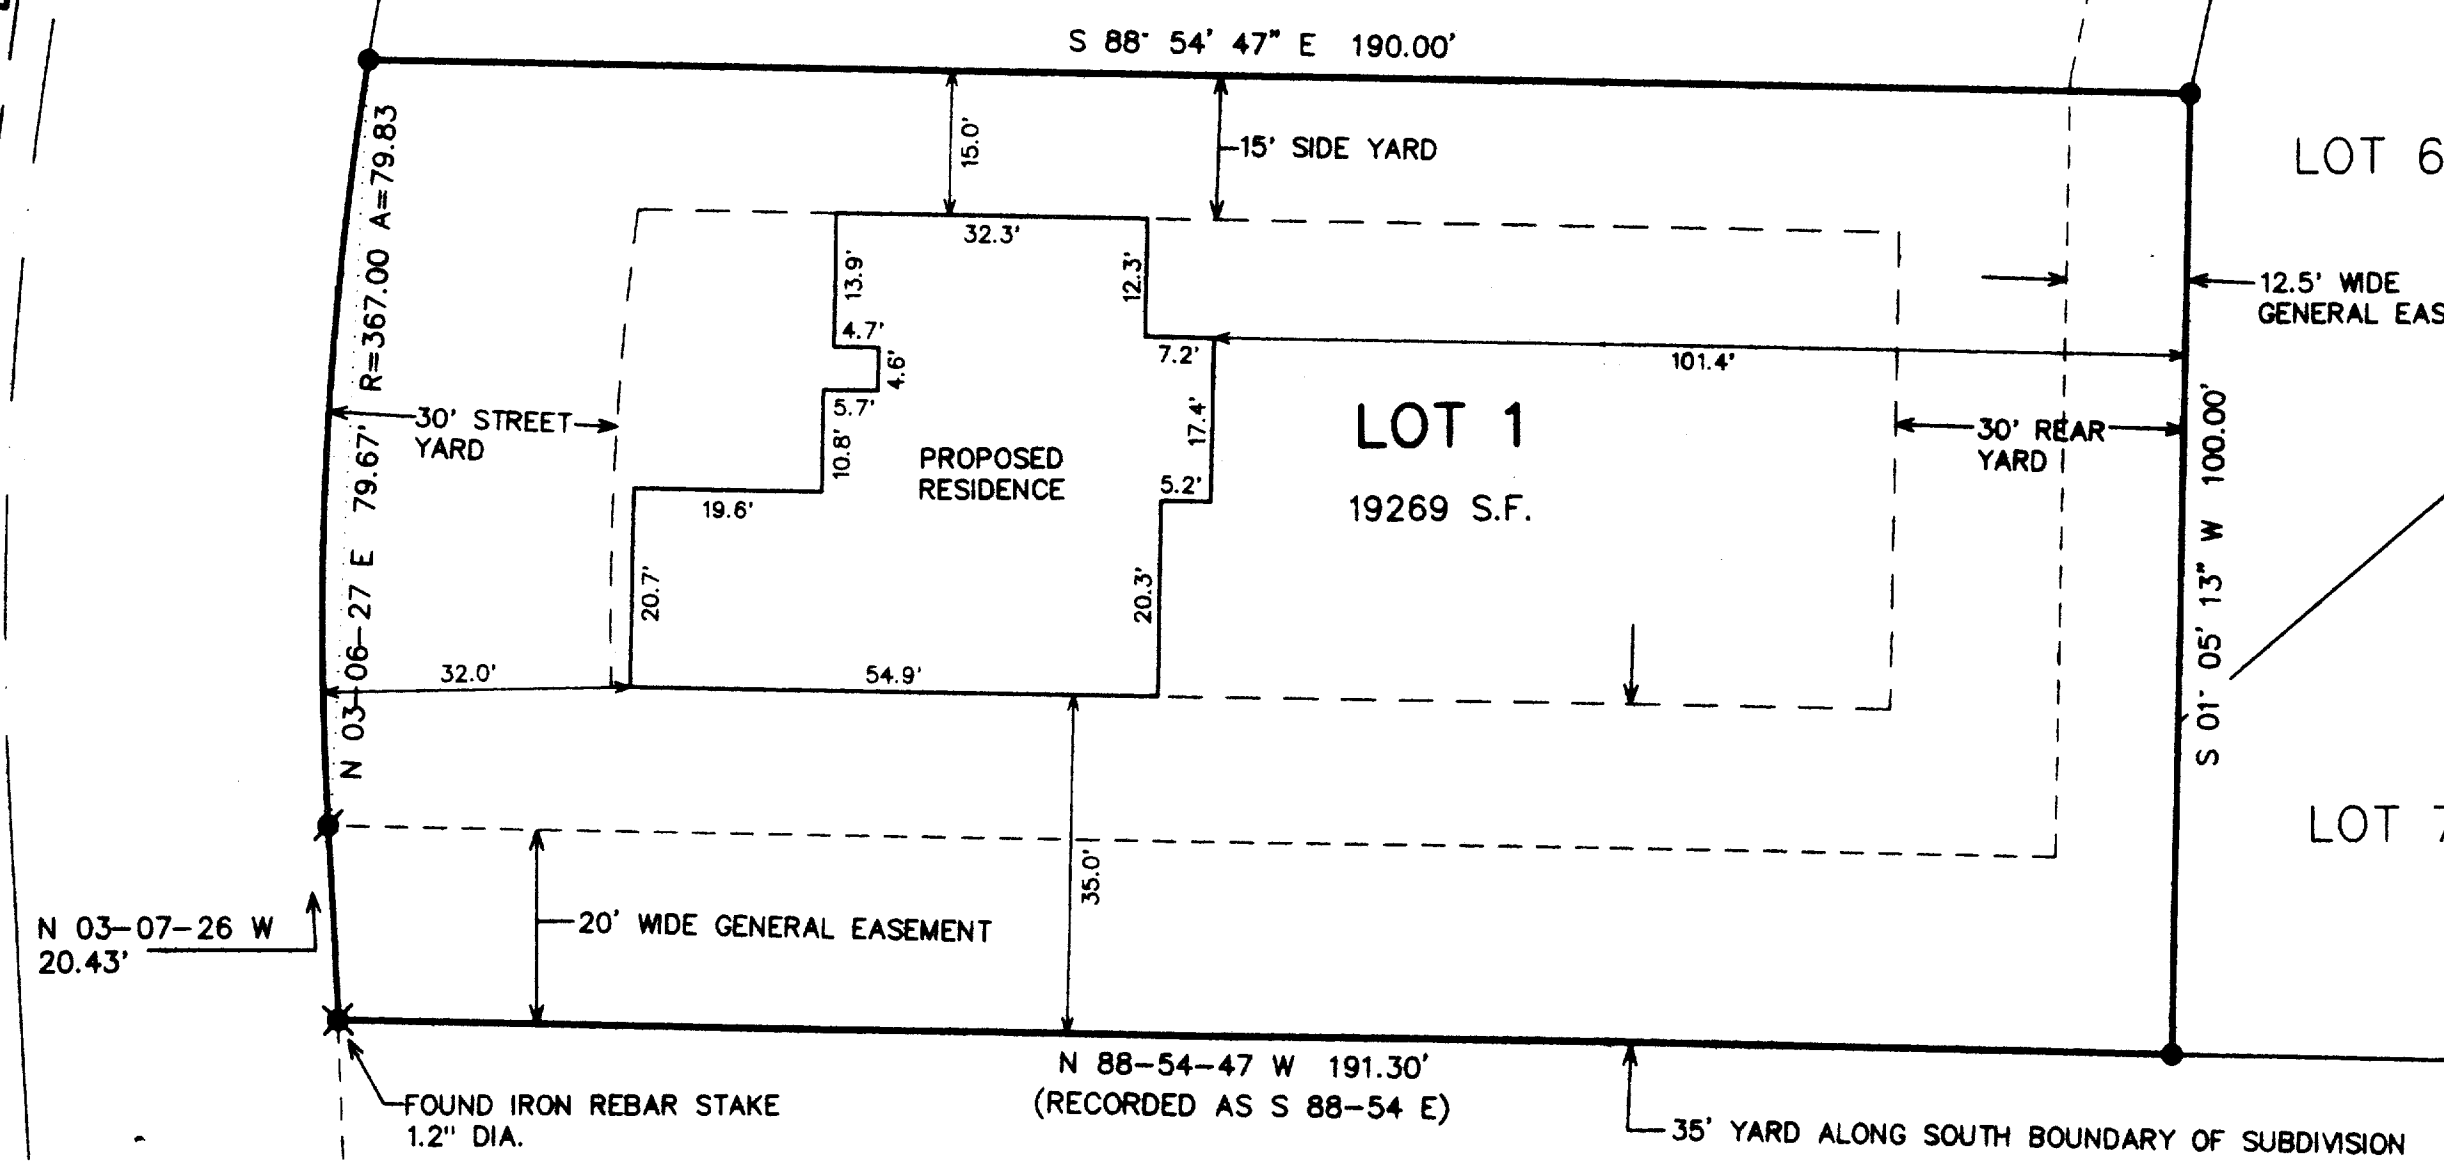 S 88° 54' 47" E 190.00'
15.0'
15' SIDE YARD
LOT 6
N 03-06-27 E 79.67' R=367.00 A=79.83
32.3'
13.9'
12.3'
12.5' WIDE
GENERAL EAS
4.7'
4.6'
7.2'
101.4'
5.7'
30' STREET
YARD
10.8'
17.4'
LOT 1
30' REAR
YARD
PROPOSED
RESIDENCE
19.6'
5.2'
19269 S.F.
S 01° 05' 13" W 100.00'
20.7'
20.3'
32.0'
54.9'
LOT 7
35.0'
N 03-07-26 W
20.43'
20' WIDE GENERAL EASEMENT
N 88-54-47 W 191.30'
(RECORDED AS S 88-54 E)
FOUND IRON REBAR STAKE
1.2" DIA.
35' YARD ALONG SOUTH BOUNDARY OF SUBDIVISION